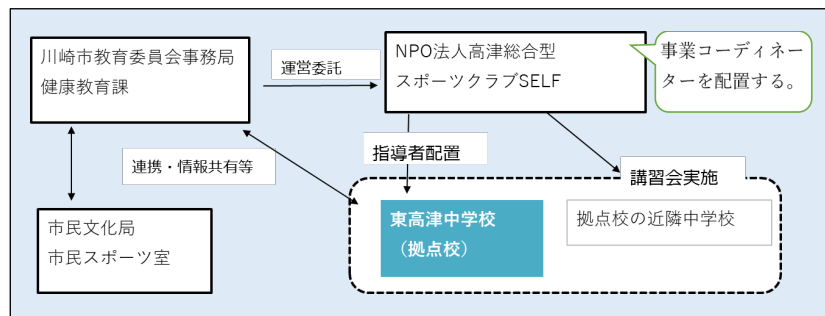 川崎市教育委員会事務局
健康教育課
運営委託
NPO法人高津総合型
スポーツクラブSELF
事業コーディネー
ターを配置する。
連携・情報共有等
指導者配置
講習会実施
市民文化局
市民スポーツ室
東高津中学校
（拠点校）
拠点校の近隣中学校